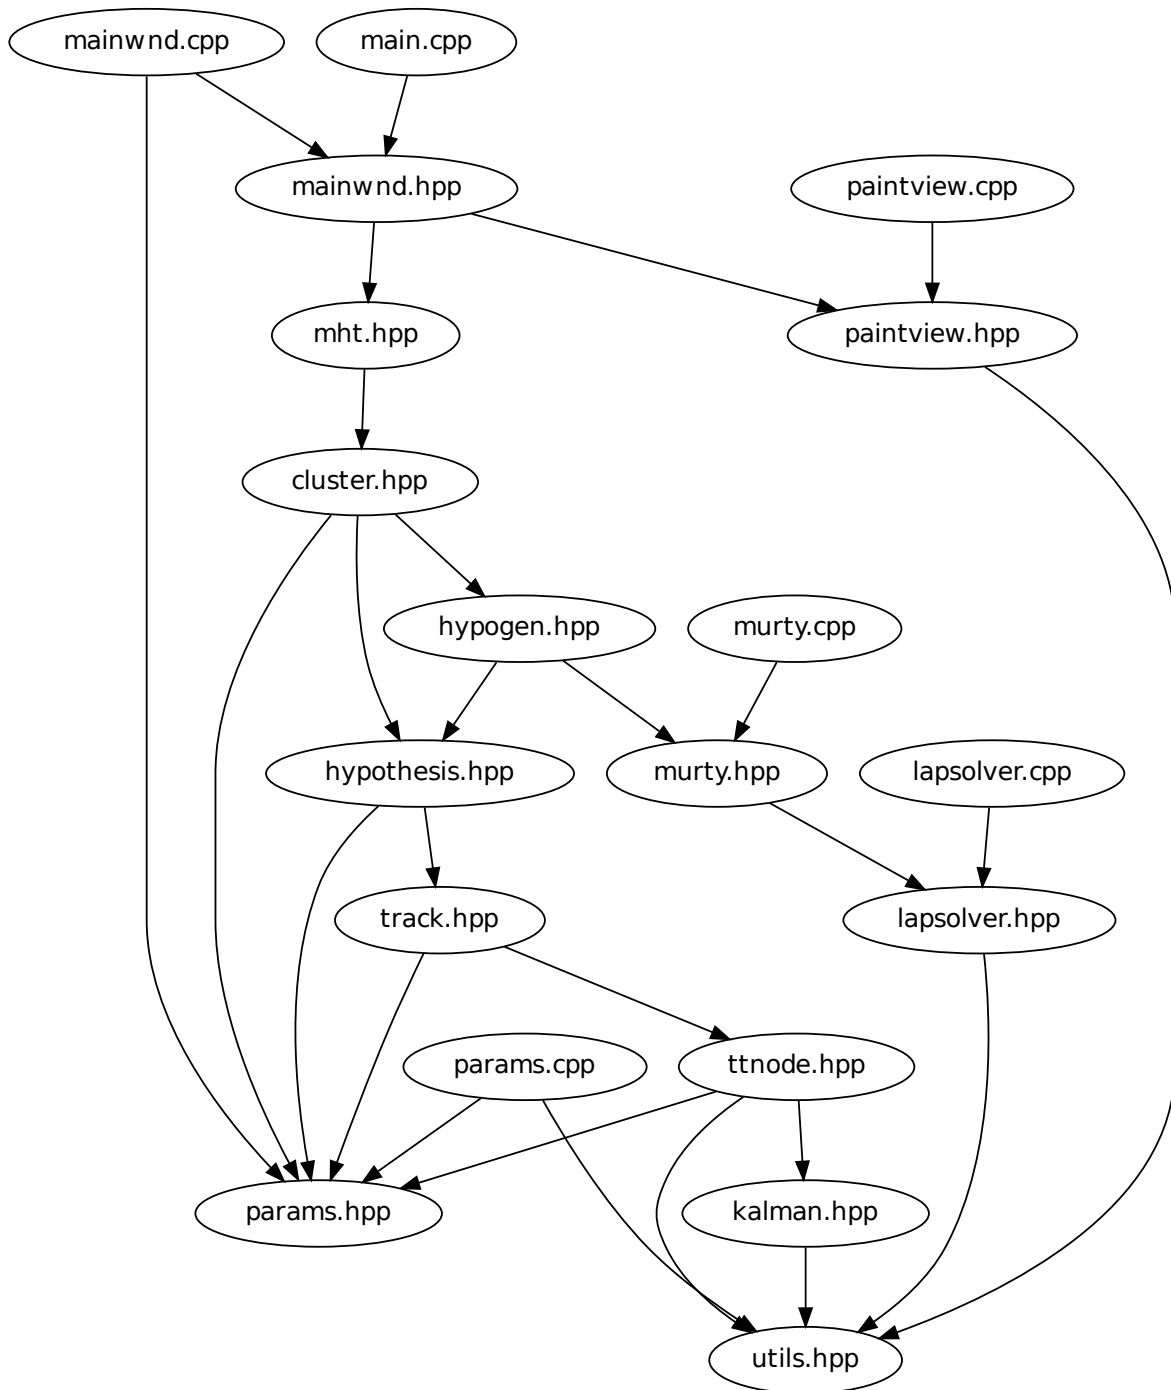 mainwnd.cpp
main.cpp
mainwnd.hpp
paintview.cpp
mht.hpp
paintview.hpp
cluster.hpp
hypogen.hpp
murty.cpp
hypothesis.hpp
murty.hpp
lapsolver.cpp
track.hpp
lapsolver.hpp
params.cpp
ttnode.hpp
params.hpp
kalman.hpp
utils.hpp